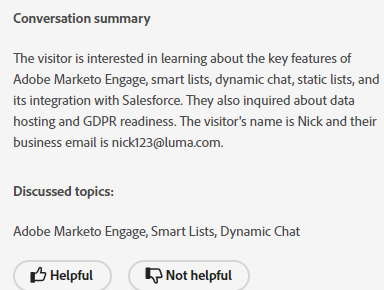 Conversation summary
The visitor is interested in learning about the key features of
Adobe Marketo Engage, smart lists, dynamic chat, static lists, and
its integration with Salesforce. They also inquired about data
hosting and GDPR readiness. The visitor's name is Nick and their
business email is nick123@luma.com.
Discussed topics:
Adobe Marketo Engage, Smart Lists, Dynamic Chat
Helpful
Not helpful